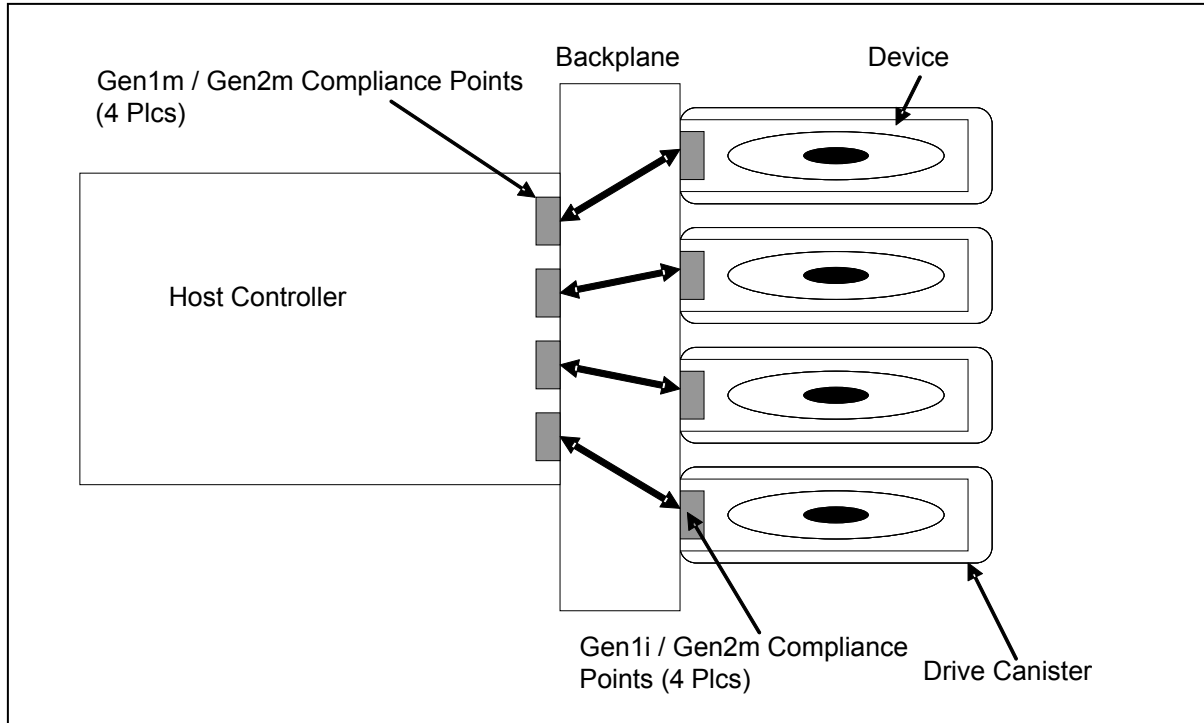 Backplane
Device
Gen1m / Gen2m Compliance Points
(4 Plcs)
Host Controller
Gen1i / Gen2m Compliance
Points (4 Plcs)
Drive Canister